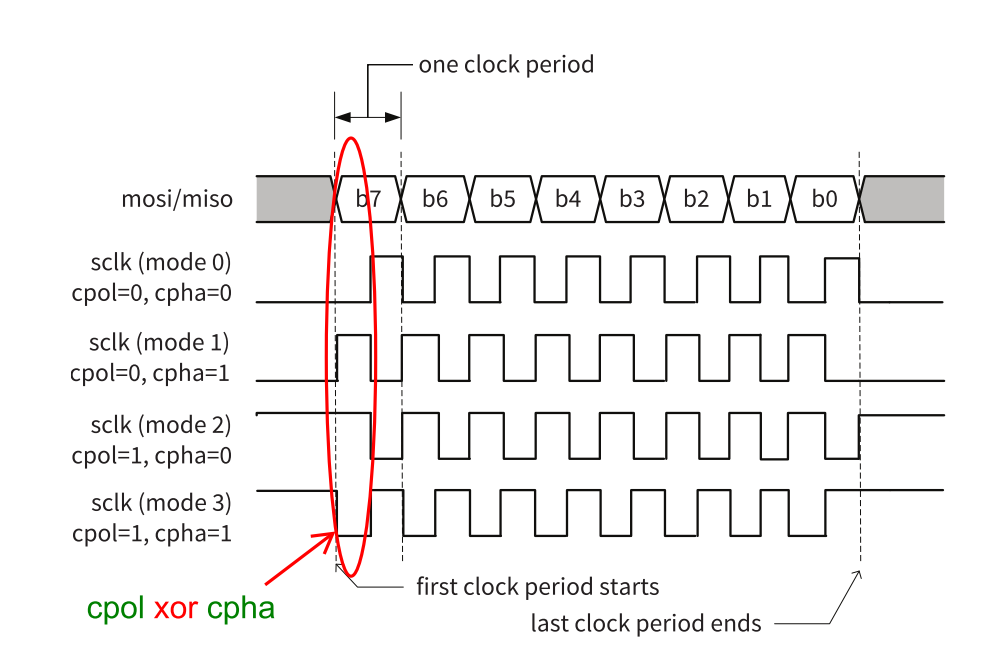 one clock period
mosi/miso
b7 b6 b5 b4 b3 b2 b1 b0
sclk (mode 0)
cpol=0, cpha=0
sclk (mode 1)
cpol=0, cpha=1
sclk (mode 2)
cpol=1, cpha=0
sclk (mode 3)
cpol=1, cpha=1
first clock period starts
cpol xor cpha
last clock period ends